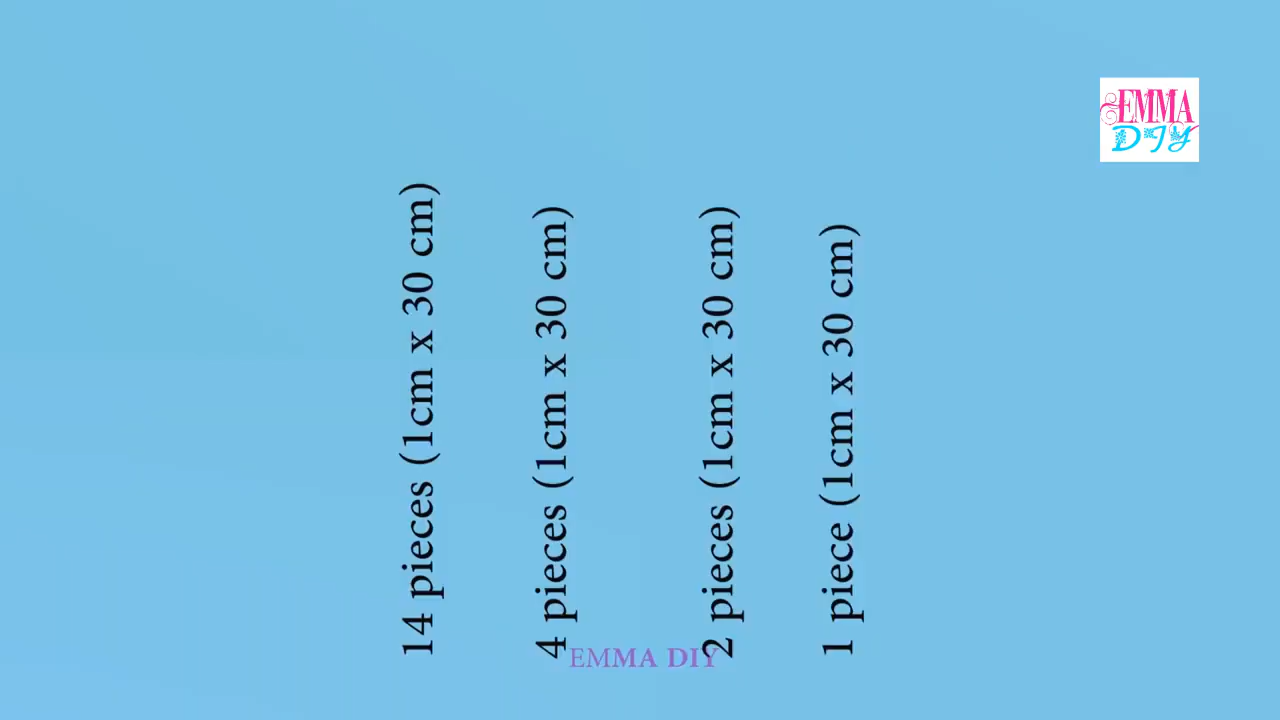 EMMA
DIY
14 pieces (1cm x 30 cm)
4 pieces (1cm x 30 cm)
2 pieces (1cm x 30 cm)
1 piece (1cm x 30 cm)
EMMA DIY